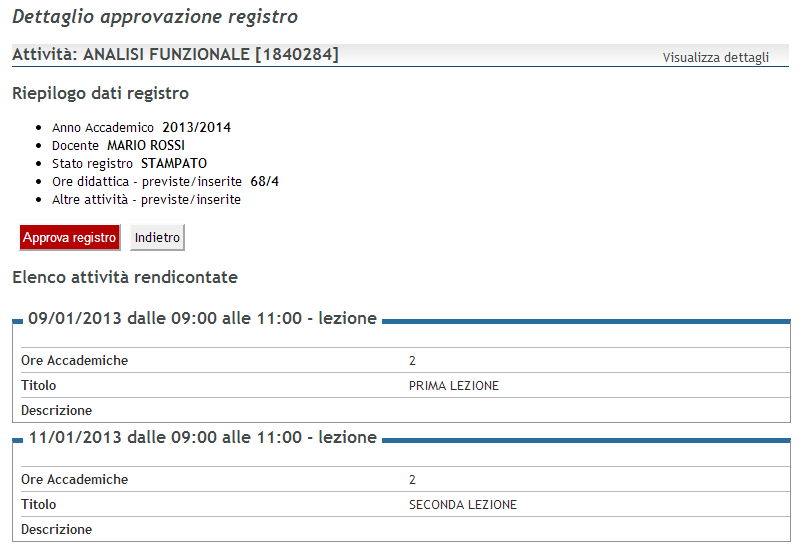 Dettaglio approvazione registro
Attività: ANALISI FUNZIONALE [1840284] Visualizza dettagli
Riepilogo dati registro
Anno Accademico 2013/2014
Docente MARIO ROSSI
Stato registro STAMPATO
Ore didattica - previste/inserite 68/4
Altre attività - previste/inserite
Approva registro Indietro
Elenco attività rendicontate
09/01/2013 dalle 09:00 alle 11:00 - lezione
Ore Accademiche 2
Titolo PRIMA LEZIONE
Descrizione
11/01/2013 dalle 09:00 alle 11:00 - lezione
Ore Accademiche 2
Titolo SECONDA LEZIONE
Descrizione